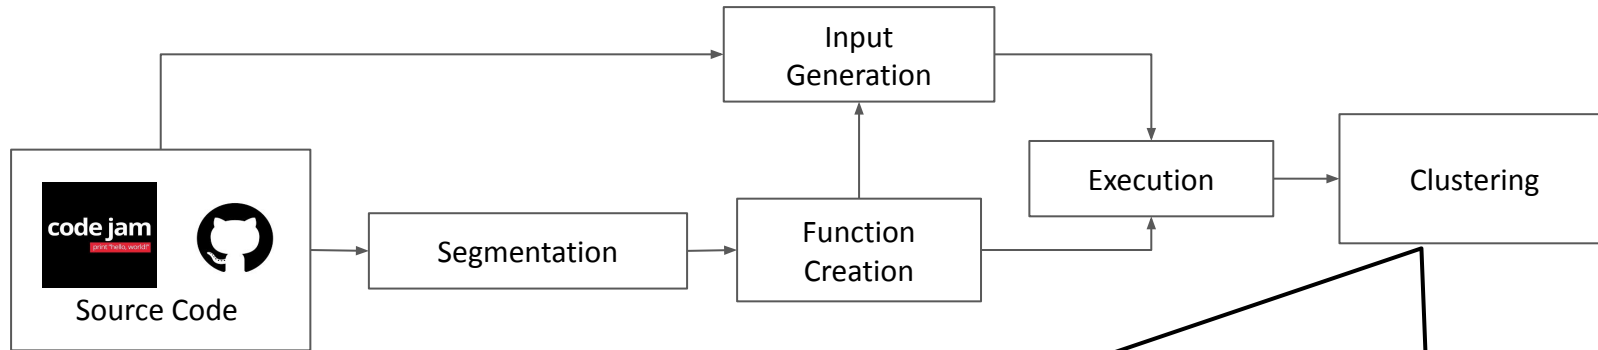 Input
Generation
Execution
Clustering
code jam
print "hello, world!"
Source Code
Segmentation
Function
Creation